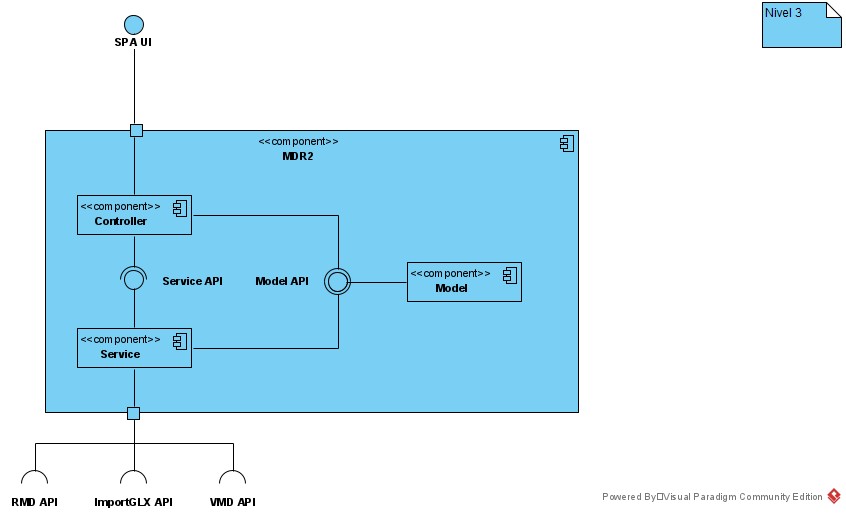 Nivel 3
SPA UI
<<component>>
MDR2
<<component>>
Controller
Service API
Model API
<<component>>
Model
<<component>>
Service
RMD API
ImportGLX API
VMD API
Powered By□Visual Paradigm Community Edition